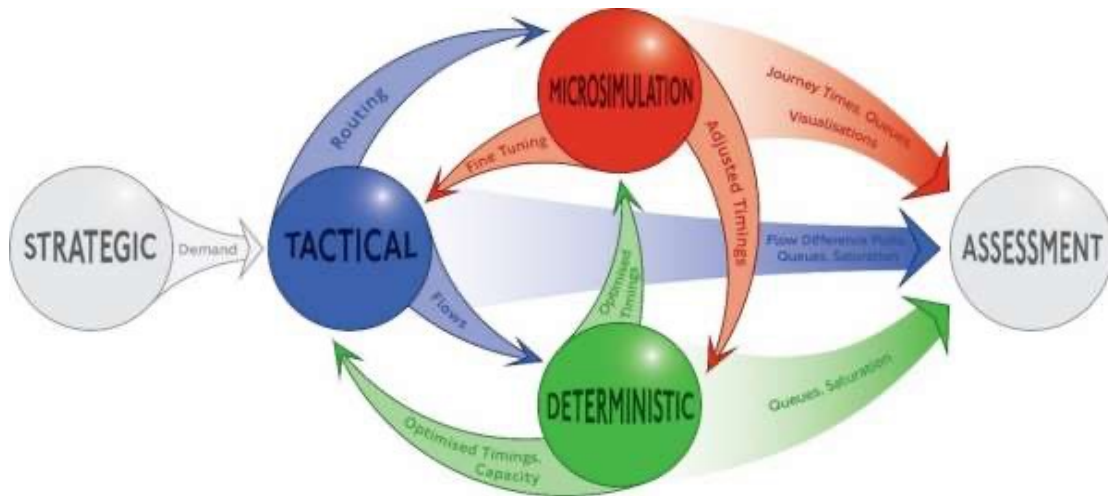 STRATEGIC
Demand
TACTICAL
Routing
MICROSIMULATION
Fine Tuning
Adjusted Timings
Journey Times. Queues.
Visualisations
Flow Difference Plots.
Queues. Saturation
ASSESSMENT
Flows
Optimised
Timings
DETERMINISTIC
Queues. Saturation
Optimised Timings.
Capacity